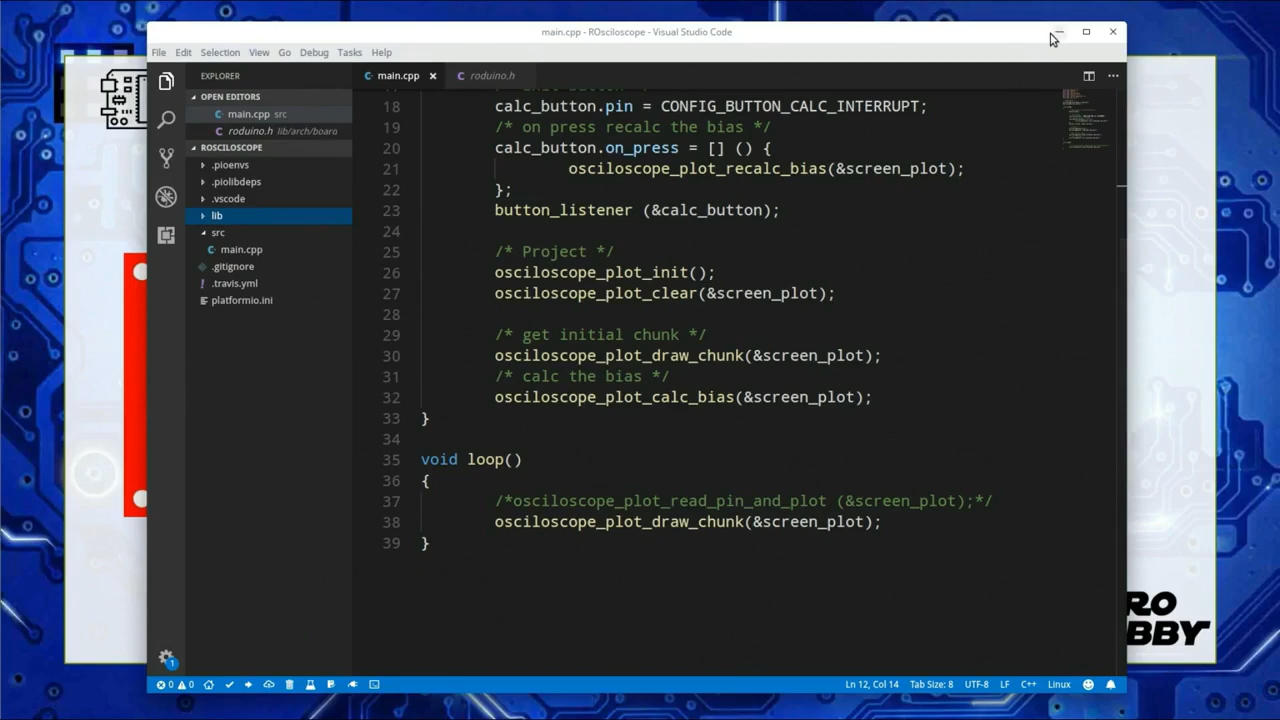 main.cpp - ROsciloscope - Visual Studio Code
File Edit Selection View Go Debug Tasks Help
EXPLORER
OPEN EDITORS
main.cpp src
roduino.h lib/arch/board
ROSCILOSCOPE
.pioenvs
.piolibdeps
.vscode
lib
src
main.cpp
.gitignore
.travis.yml
platformio.ini
main.cpp roduino.h
18 calc_button.pin = CONFIG_BUTTON_CALC_INTERRUPT;
19 /* on press recalc the bias */
20 calc_button.on_press = [] () {
21 osciloscope_plot_recalc_bias(&screen_plot);
22 };
23 button_listener (&calc_button);
24
25 /* Project */
26 osciloscope_plot_init();
27 osciloscope_plot_clear(&screen_plot);
28
29 /* get initial chunk */
30 osciloscope_plot_draw_chunk(&screen_plot);
31 /* calc the bias */
32 osciloscope_plot_calc_bias(&screen_plot);
33 }
34
35 void loop()
36 {
37 /*osciloscope_plot_read_pin_and_plot (&screen_plot);*/
38 osciloscope_plot_draw_chunk(&screen_plot);
39 }
1
0 0 Ln 12, Col 14 Tab Size: 8 UTF-8 LF C++ Linux
RO
BBY